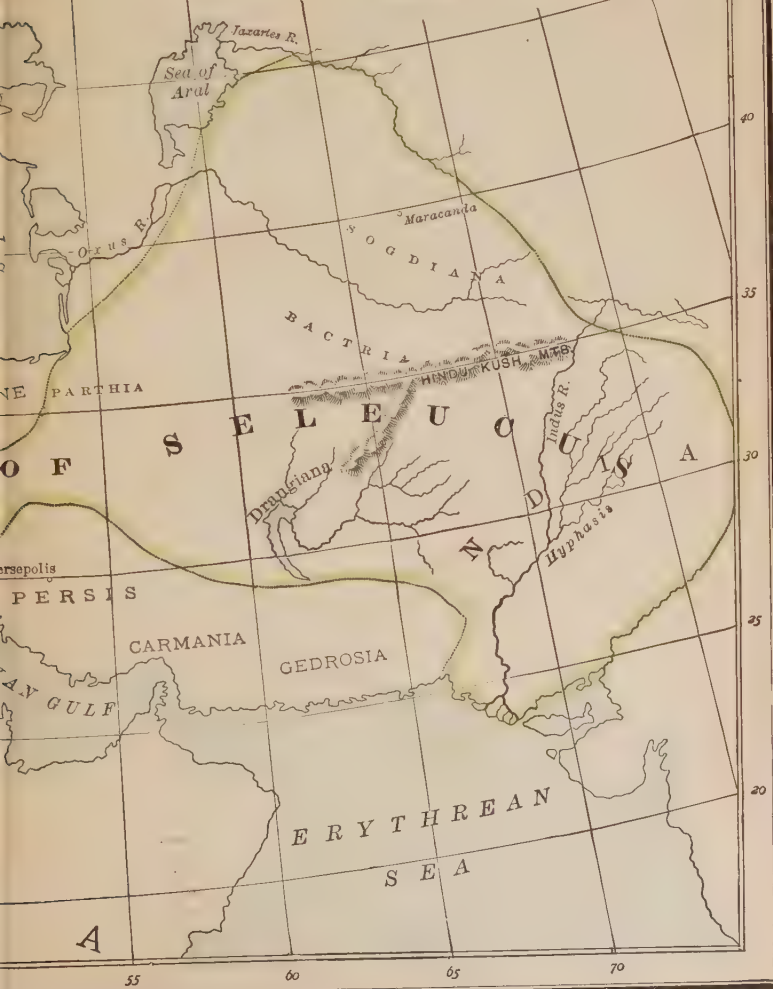 Jaxartes R.
Sea of
Aral
40
Maracanda
Oxus R.
SOGDIANA
35
BACTRIA
HINDU KUSH MTS.
NE PARTHIA
Indus R.
OF SELEUCUS
INDIA
30
Drangiana
Hyphasis
ersepolis
PERSIS
25
CARMANIA
GEDROSIA
AN GULF
20
ERYTHREAN
SEA
A
55
60
65
70